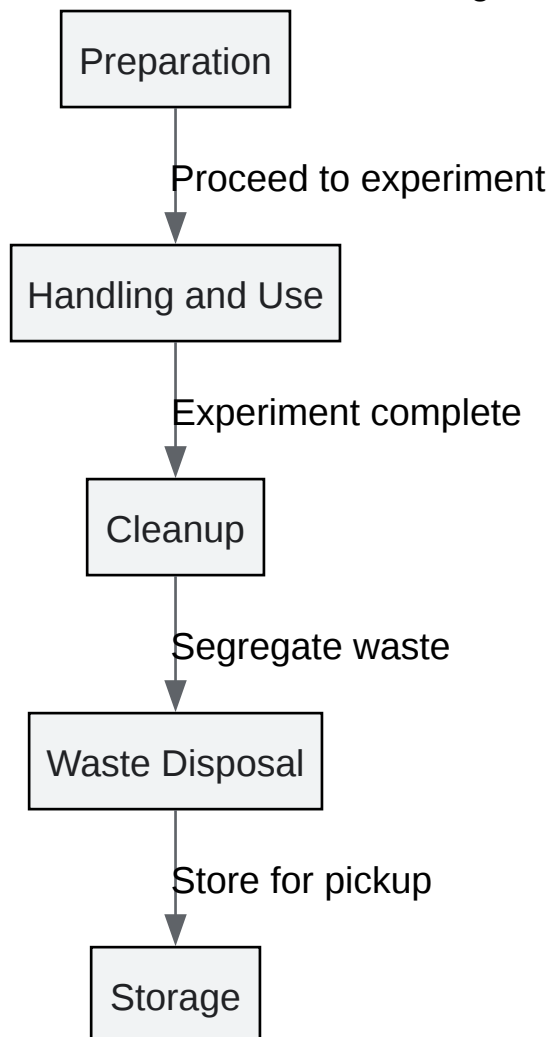 Preparation
Proceed to experiment
Handling and Use
Experiment complete
Cleanup
Segregate waste
Waste Disposal
Store for pickup
Storage